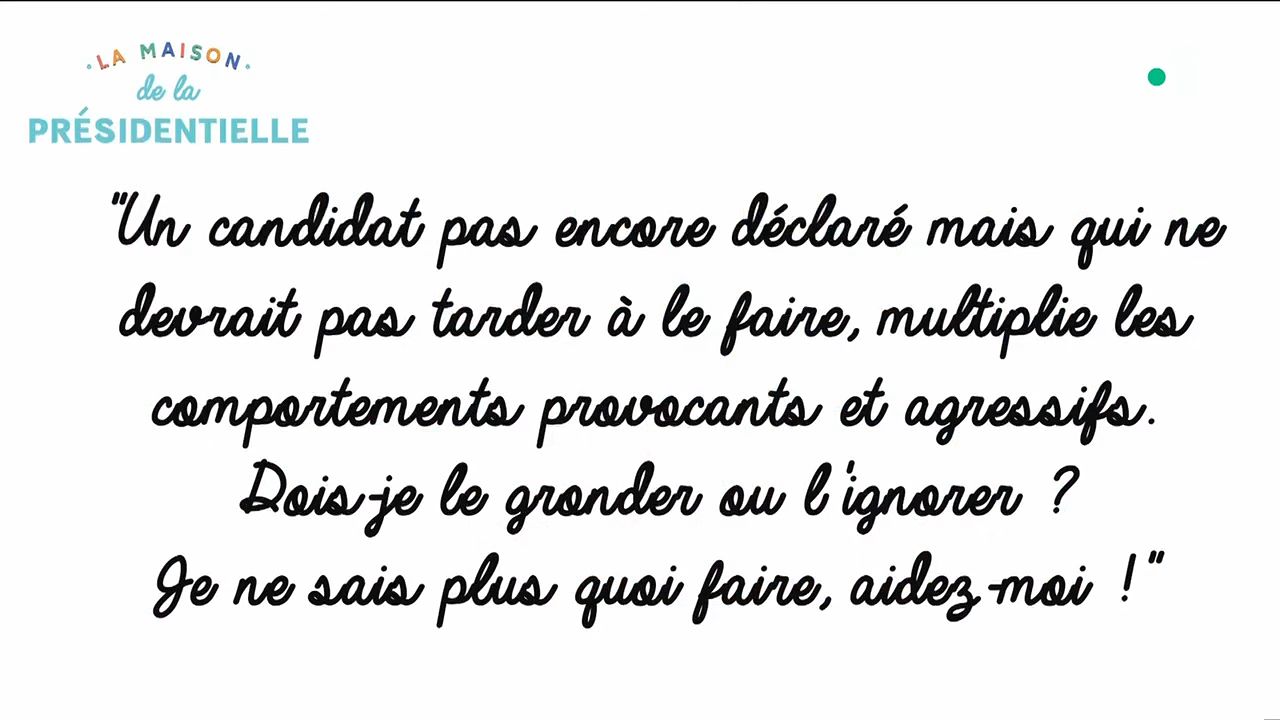 LA MAISON
de la
PRÉSIDENTIELLE
"Un candidat pas encore déclaré mais qui ne
devrait pas tarder à le faire, multiplie les
comportements provocants et agressifs.
Dois-je le gronder ou l'ignorer ?
Je ne sais plus quoi faire, aidez-moi !"